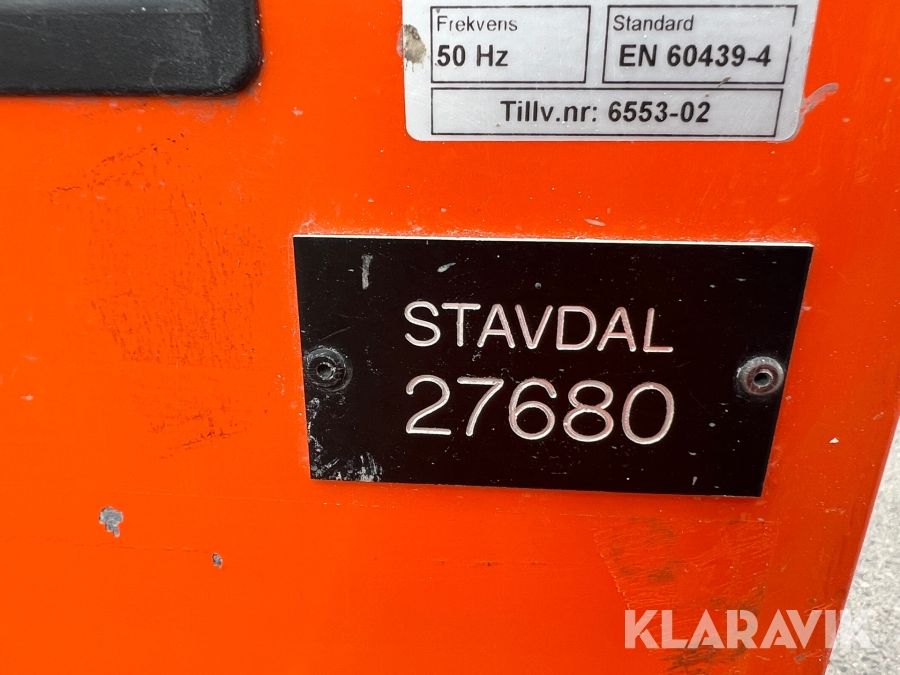 Frekvens
50 Hz
Standard
EN 60439-4
Tillv.nr: 6553-02
STAVDAL
27680
KLARAVIK